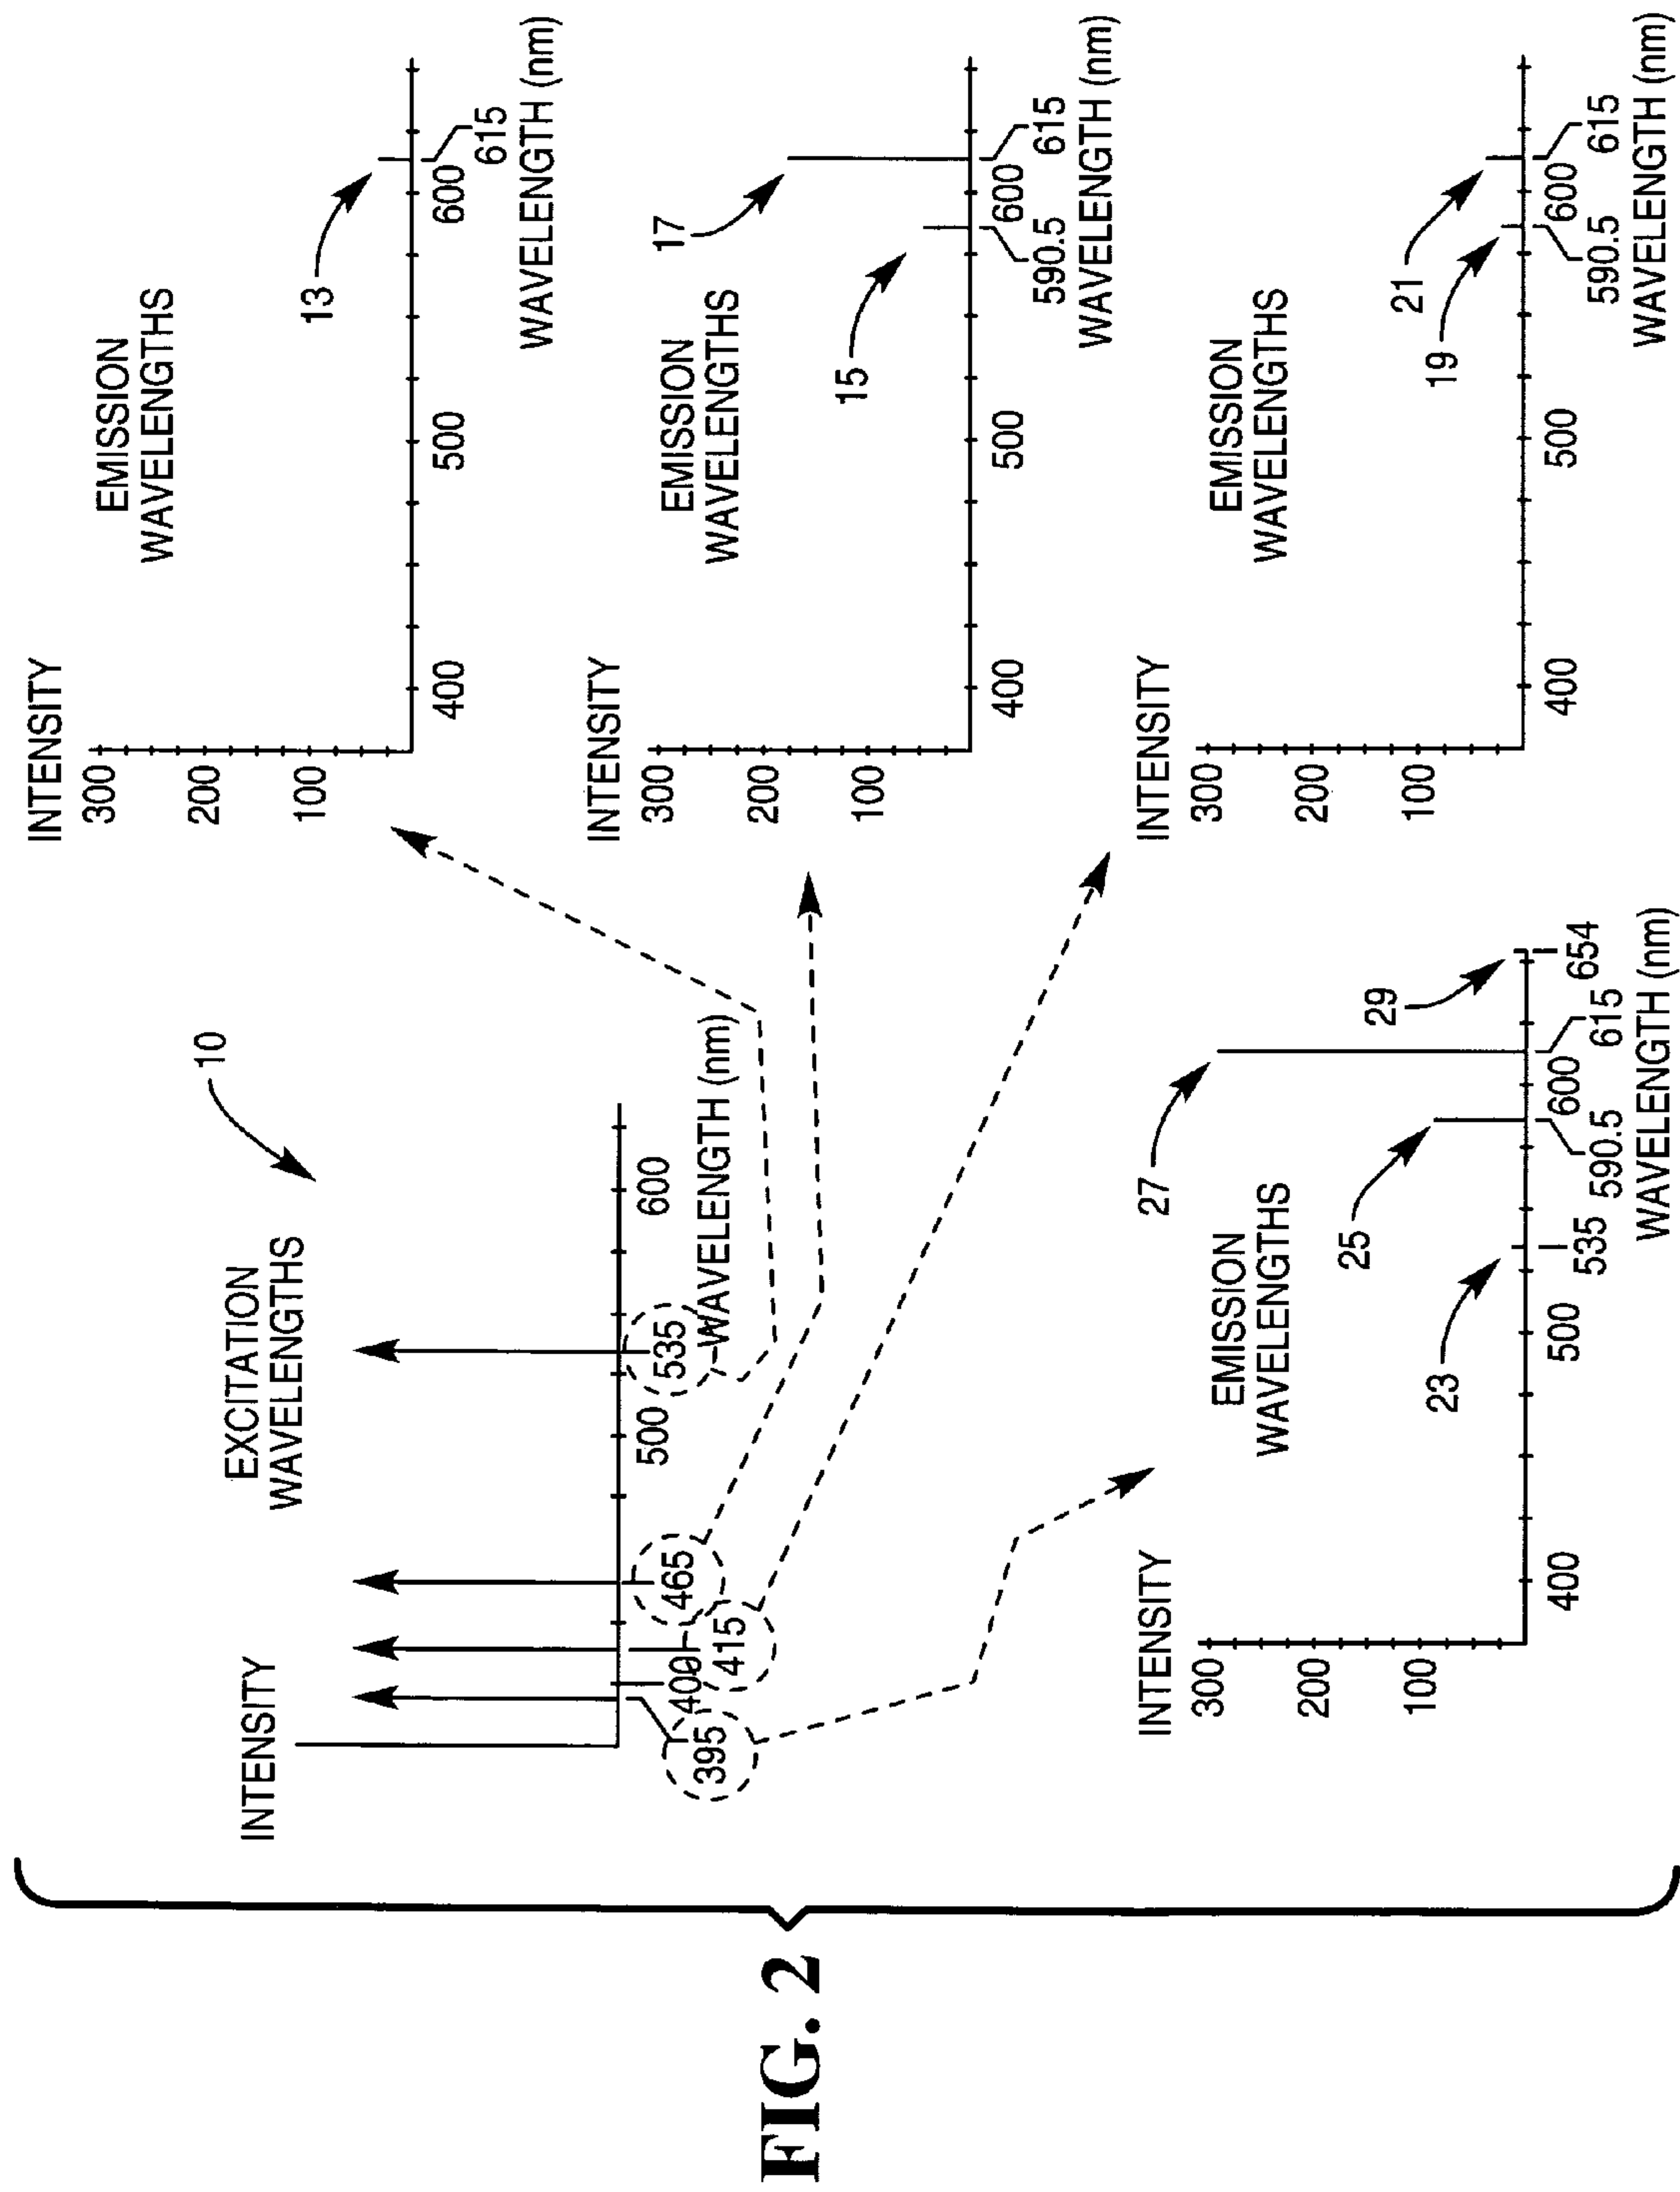 FIG. 2
INTENSITY
EXCITATION
WAVELENGTHS
10
395
400
415
465
500
535
600
WAVELENGTH (nm)
INTENSITY
300
200
100
EMISSION
WAVELENGTHS
13
400
500
600
615
WAVELENGTH (nm)
INTENSITY
300
200
100
EMISSION
WAVELENGTHS
17
15
400
500
590.5
600
615
WAVELENGTH (nm)
INTENSITY
300
200
100
EMISSION
WAVELENGTHS
21
19
400
500
590.5
600
615
WAVELENGTH (nm)
INTENSITY
300
200
100
EMISSION
WAVELENGTHS
27
29
25
23
400
500
535
590.5
600
615
654
WAVELENGTH (nm)